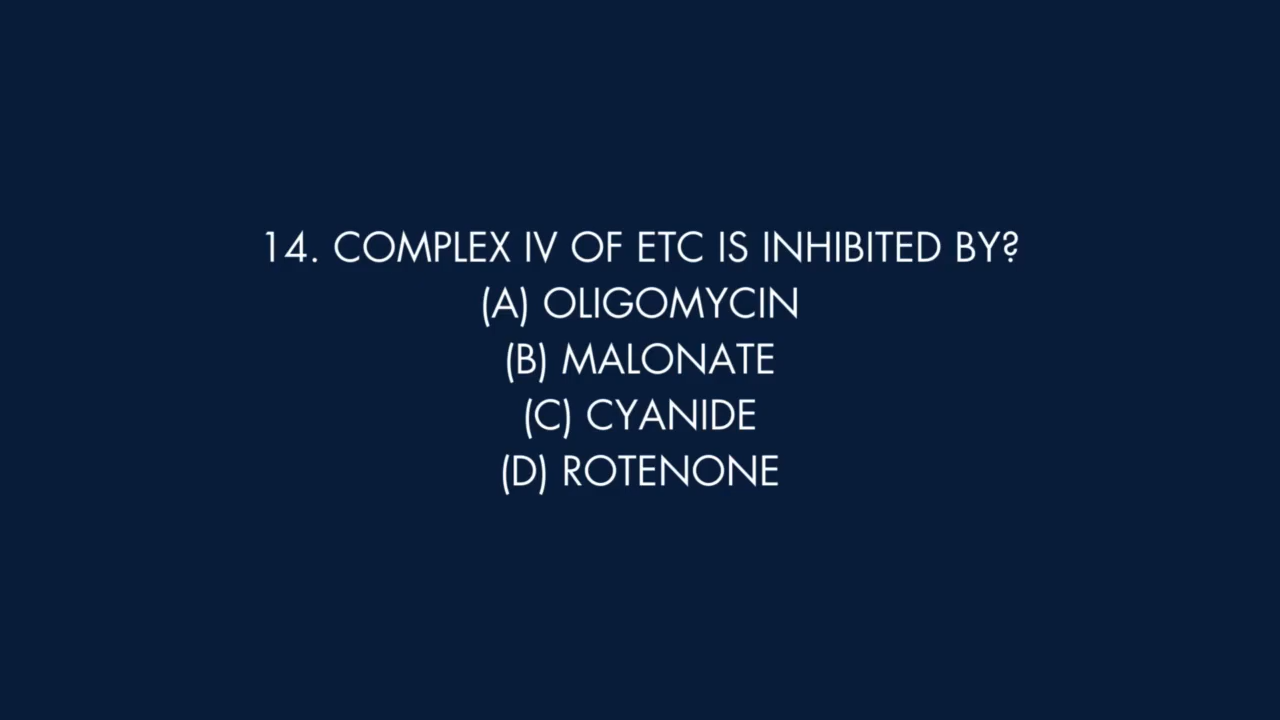 14. COMPLEX IV OF ETC IS INHIBITED BY?
(A) OLIGOMYCIN
(B) MALONATE
(C) CYANIDE
(D) ROTENONE